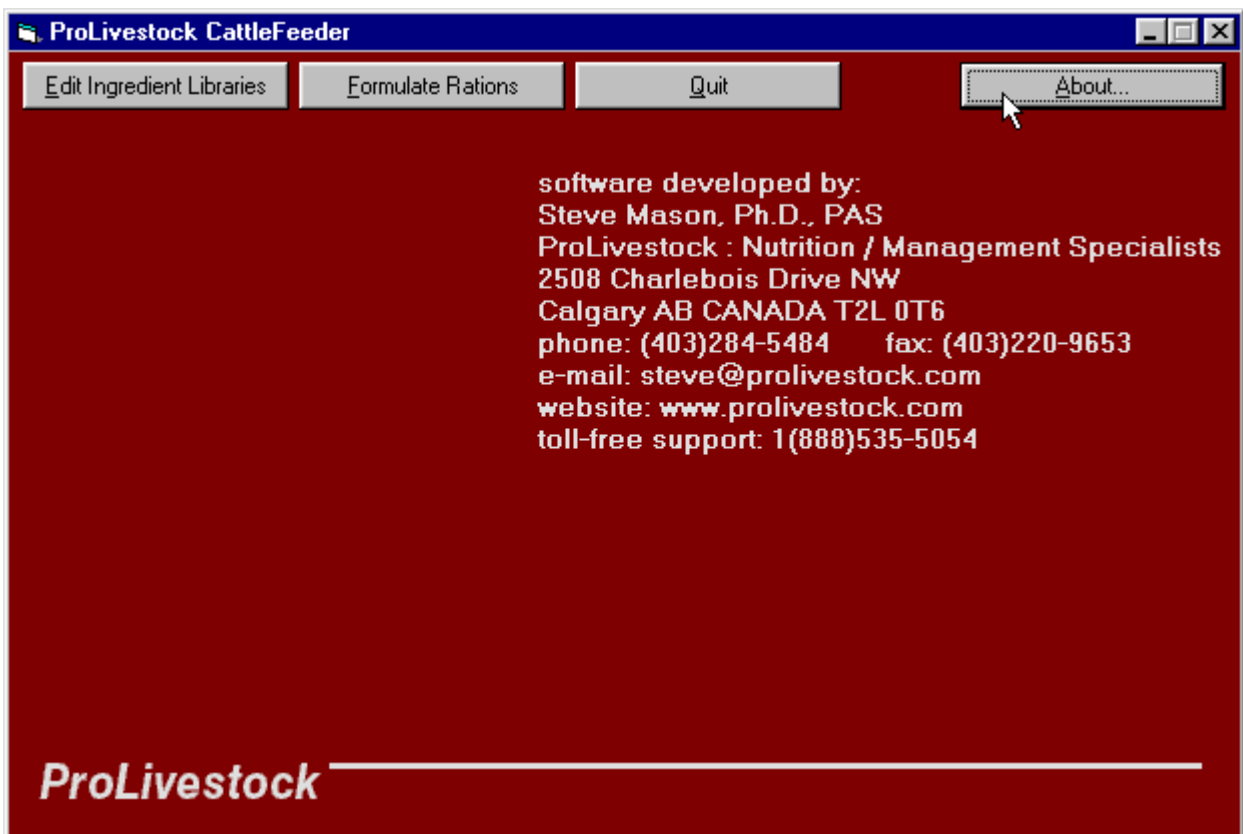 ProLivestock CattleFeeder
Edit Ingredient Libraries Formulate Rations Quit About...
software developed by:
Steve Mason, Ph.D., PAS
ProLivestock : Nutrition / Management Specialists
2508 Charlebois Drive NW
Calgary AB CANADA T2L 0T6
phone: (403)284-5484 fax: (403)220-9653
e-mail: steve@prolivestock.com
website: www.prolivestock.com
toll-free support: 1(888)535-5054
ProLivestock